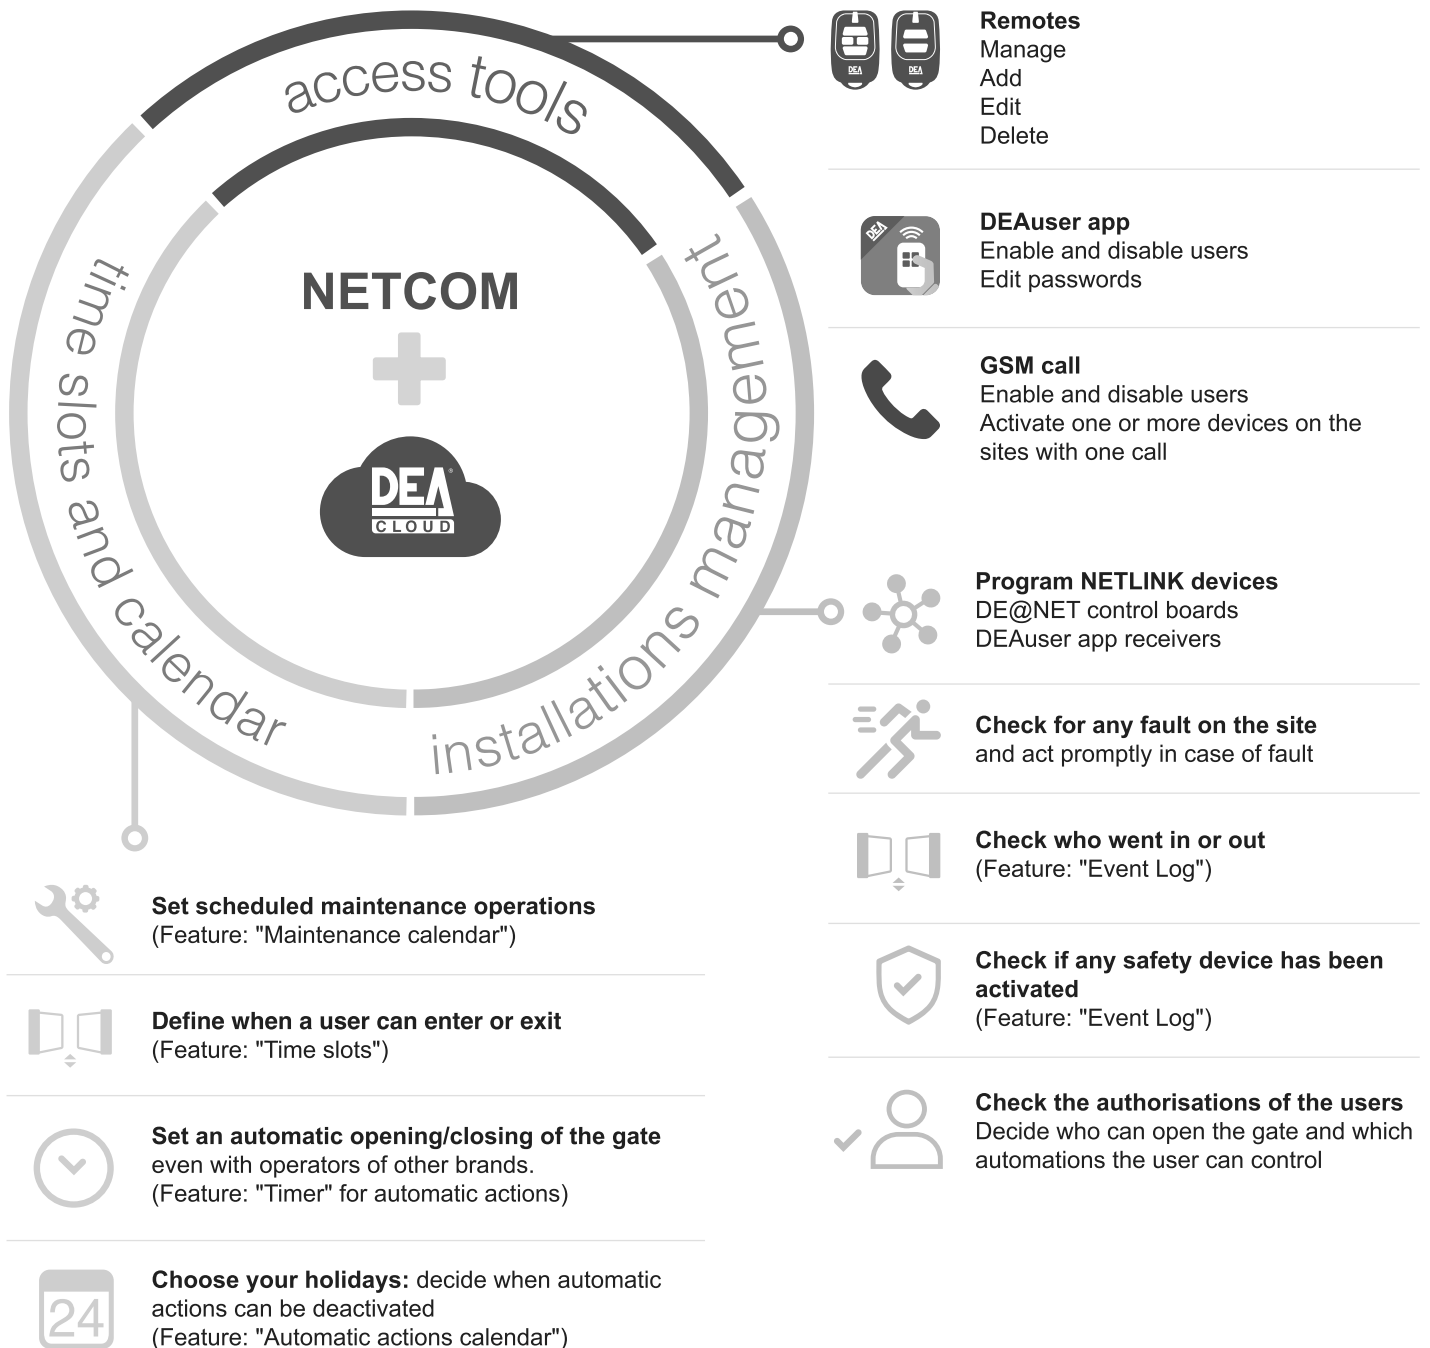 access tools
time slots and calendar
installations management
NETCOM
DEA
CLOUD
DEA
DEA
Remotes
Manage
Add
Edit
Delete
DEA
DEAuser app
Enable and disable users
Edit passwords
GSM call
Enable and disable users
Activate one or more devices on the
sites with one call
Program NETLINK devices
DE@NET control boards
DEAuser app receivers
Check for any fault on the site
and act promptly in case of fault
Check who went in or out
(Feature: "Event Log")
Check if any safety device has been
activated
(Feature: "Event Log")
Check the authorisations of the users
Decide who can open the gate and which
automations the user can control
Set scheduled maintenance operations
(Feature: "Maintenance calendar")
Define when a user can enter or exit
(Feature: "Time slots")
Set an automatic opening/closing of the gate
even with operators of other brands.
(Feature: "Timer" for automatic actions)
24
Choose your holidays: decide when automatic
actions can be deactivated
(Feature: "Automatic actions calendar")